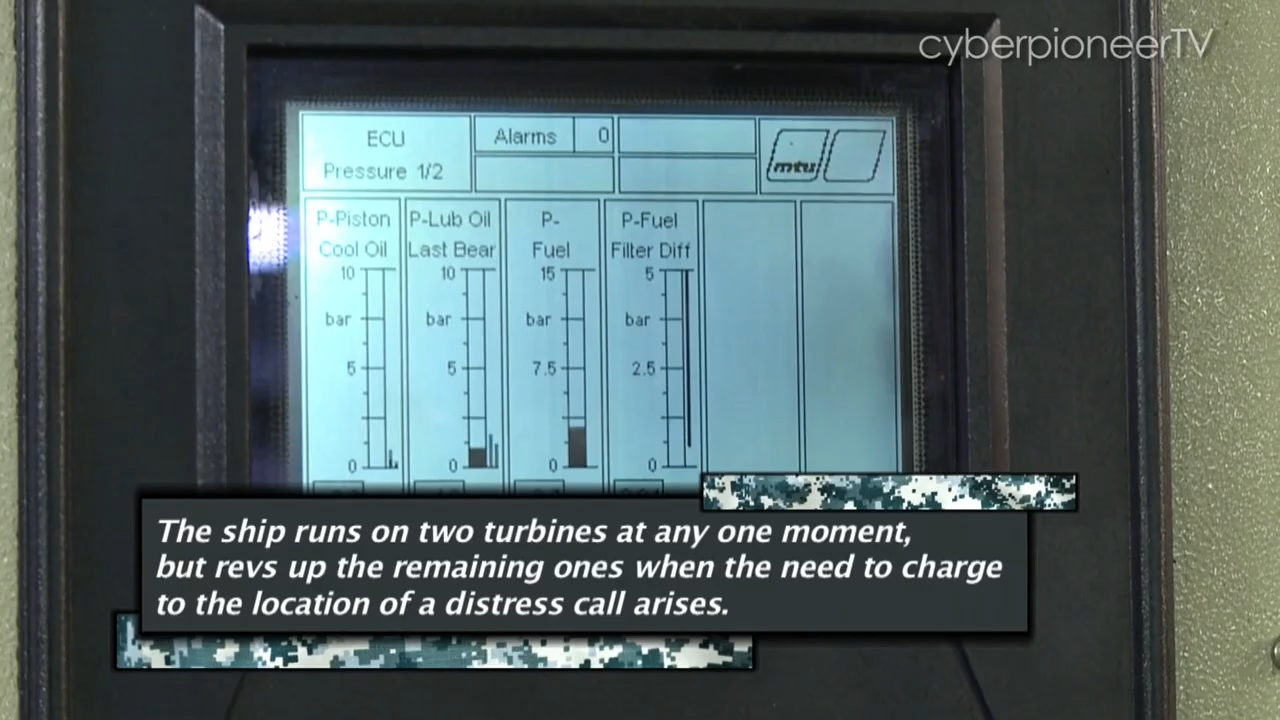 cyberpioneerTV
ECU
Pressure 1/2
Alarms 0
mtu
P-Piston
Cool Oil
10
bar
5
0
P-Lub Oil
Last Bear
10
bar
5
0
P-
Fuel
15
bar
7.5
0
P-Fuel
Filter Diff
5
bar
2.5
0
The ship runs on two turbines at any one moment,
but revs up the remaining ones when the need to charge
to the location of a distress call arises.